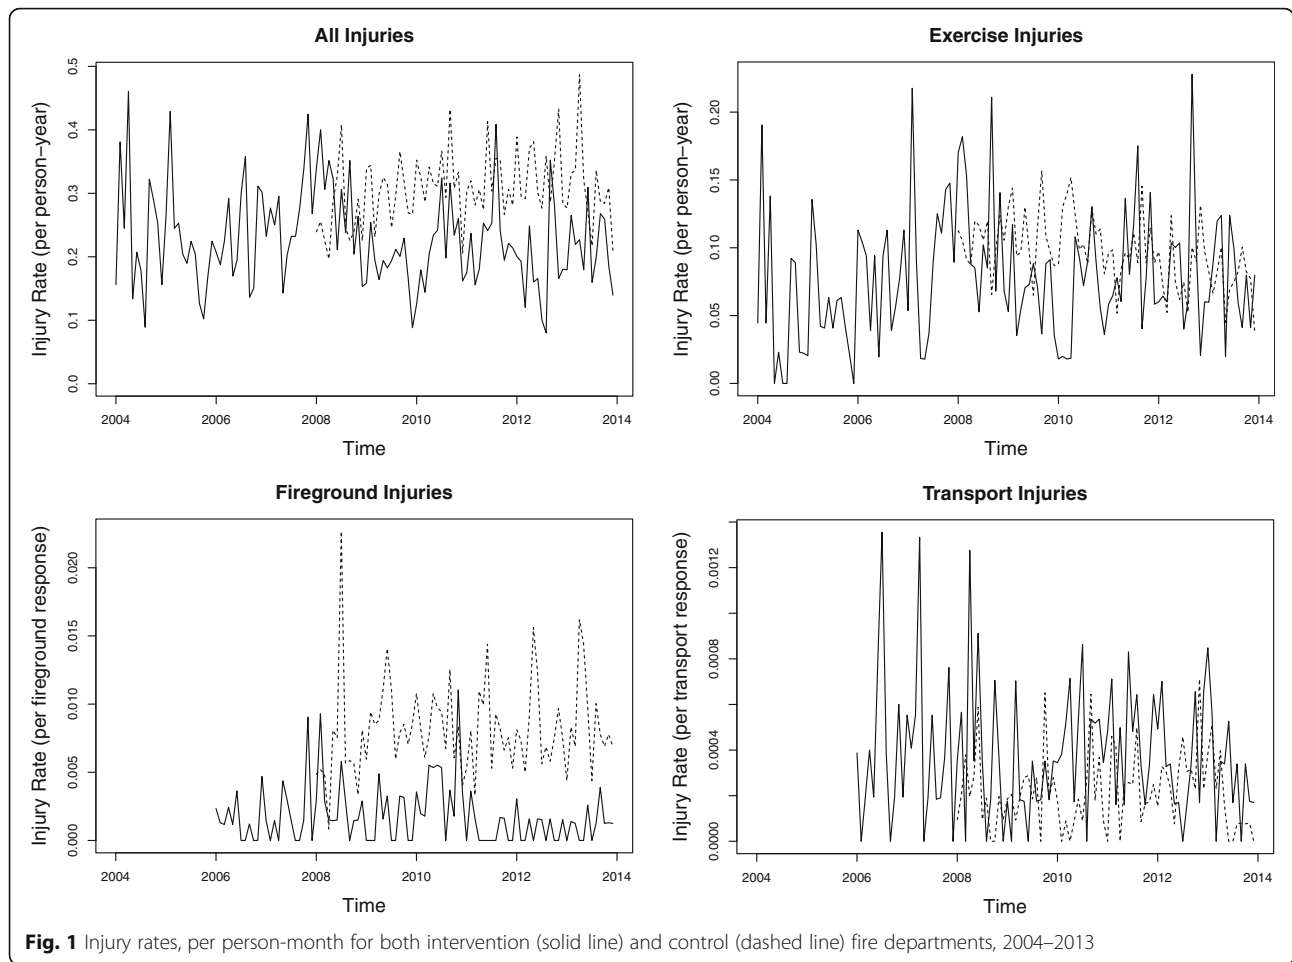 All Injuries
Injury Rate (per person−year)
0.5
0.4
0.3
0.2
0.1
0.0
2004 2006 2008 2010 2012 2014
Time
Exercise Injuries
Injury Rate (per person−year)
0.20
0.15
0.10
0.05
0.00
2004 2006 2008 2010 2012 2014
Time
Fireground Injuries
Injury Rate (per fireground response)
0.020
0.015
0.010
0.005
0.000
2004 2006 2008 2010 2012 2014
Time
Transport Injuries
Injury Rate (per transport response)
0.0012
0.0008
0.0004
0.0000
2004 2006 2008 2010 2012 2014
Time
Fig. 1 Injury rates, per person-month for both intervention (solid line) and control (dashed line) fire departments, 2004–2013